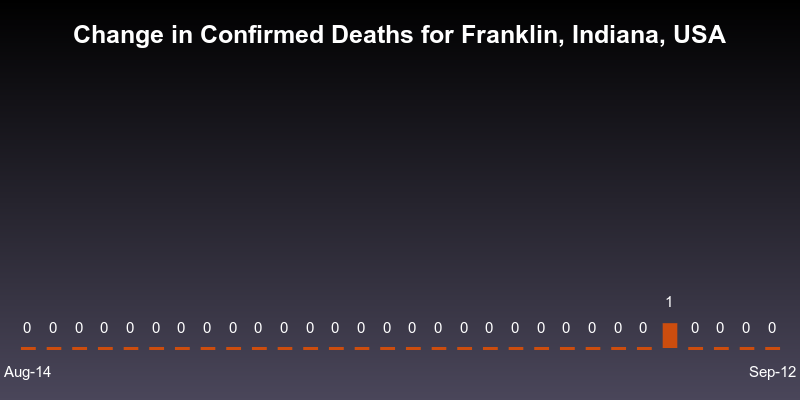 Change in Confirmed Deaths for Franklin, Indiana, USA
1
0 0 0 0 0 0 0 0 0 0 0 0 0 0 0 0 0 0 0 0 0 0 0 0 0 0 0 0 0
Aug-14 Sep-12